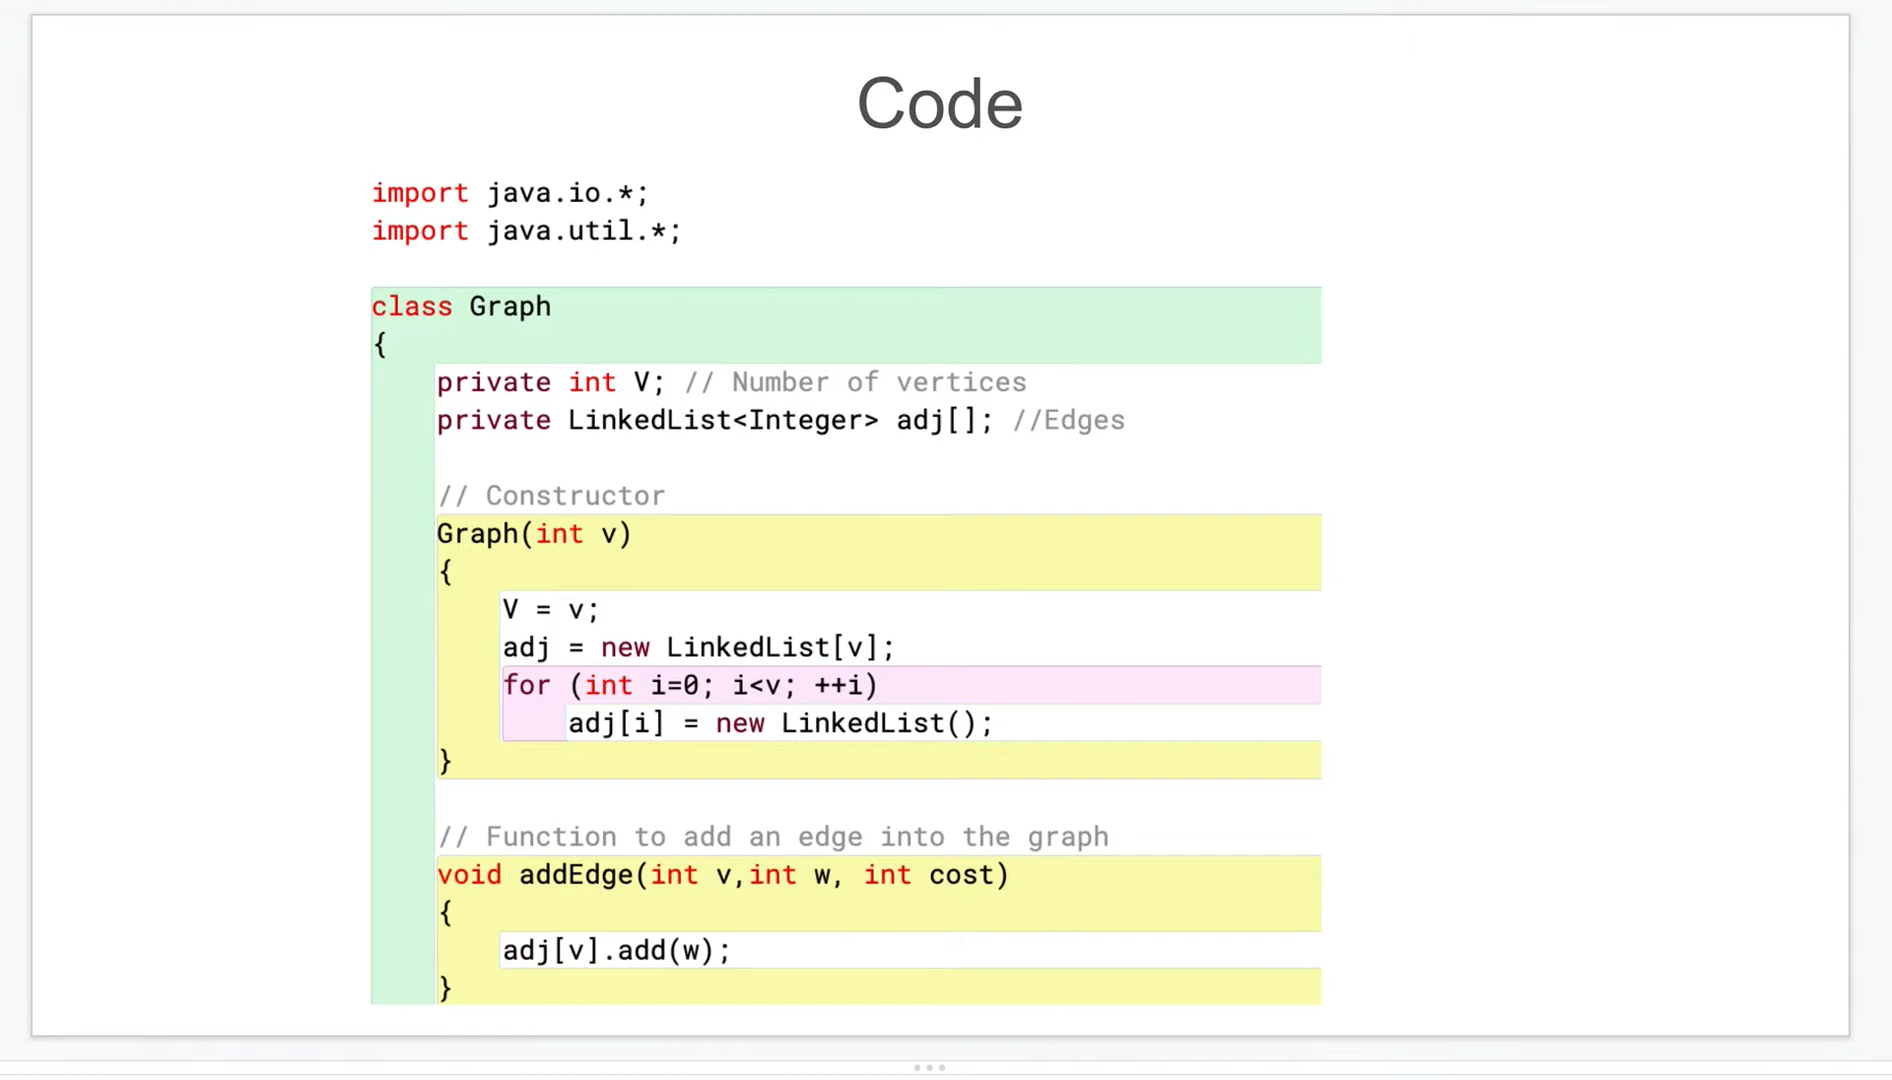 Code
import java.io.*;
import java.util.*;
class Graph
{
private int V; // Number of vertices
private LinkedList<Integer> adj[]; //Edges
// Constructor
Graph(int v)
{
V = v;
adj = new LinkedList[v];
for (int i=0; i<v; ++i)
adj[i] = new LinkedList();
}
// Function to add an edge into the graph
void addEdge(int v,int w, int cost)
{
adj[v].add(w);
}